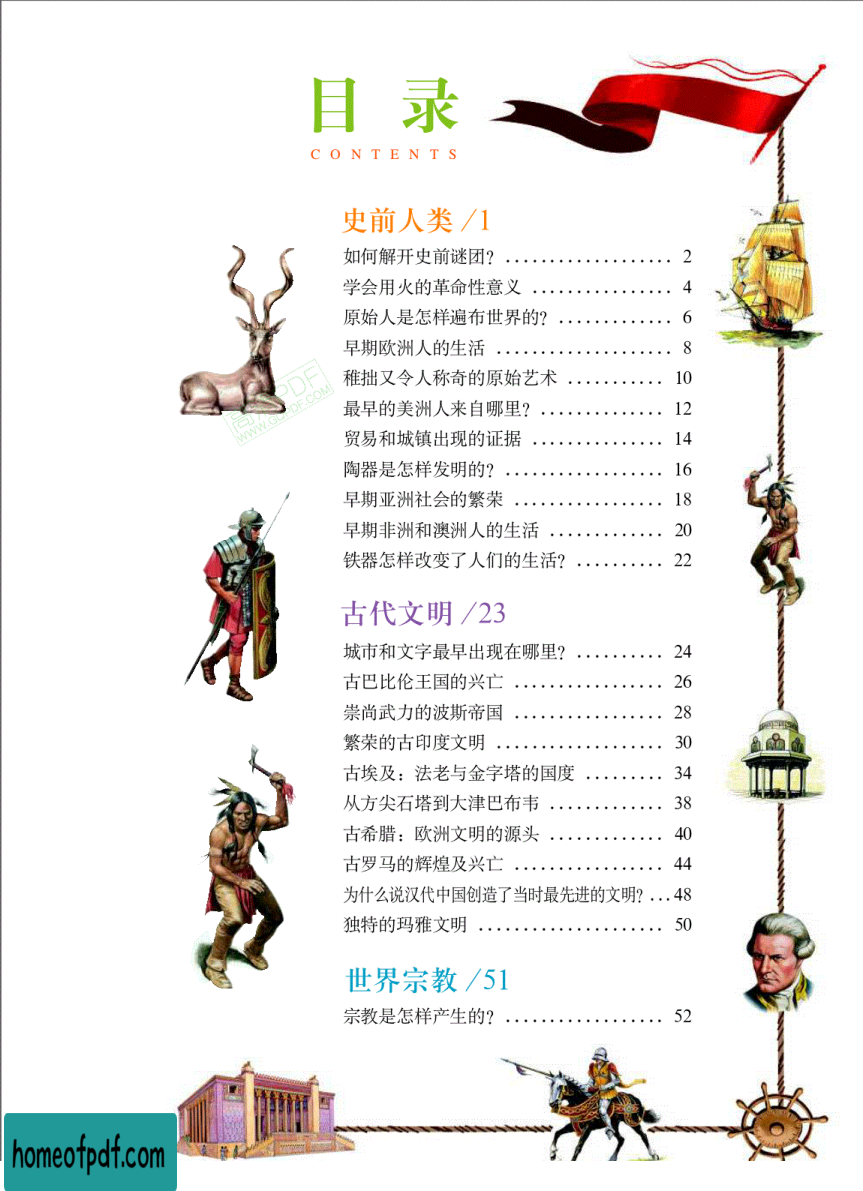 目 录
CONTENTS
史前人类 /1
如何解开史前谜团? ................... 2
学会用火的革命性意义 ................ 4
原始人是怎样遍布世界的? ............. 6
早期欧洲人的生活 .................... 8
稚拙又令人称奇的原始艺术 ........... 10
最早的美洲人来自哪里? .............. 12
贸易和城镇出现的证据 ............... 14
陶器是怎样发明的? .................. 16
早期亚洲社会的繁荣 ................. 18
早期非洲和澳洲人的生活 ............. 20
铁器怎样改变了人们的生活? .......... 22
古代文明 /23
城市和文字最早出现在哪里? .......... 24
古巴比伦王国的兴亡 ................. 26
崇尚武力的波斯帝国 ................. 28
繁荣的古印度文明 ................... 30
古埃及：法老与金字塔的国度 ......... 34
从方尖石塔到大津巴布韦 ............. 38
古希腊：欧洲文明的源头 ............. 40
古罗马的辉煌及兴亡 ................. 44
为什么说汉代中国创造了当时最先进的文明? ... 48
独特的玛雅文明 ..................... 50
世界宗教 /51
宗教是怎样产生的? .................. 52
homeofpdf.com